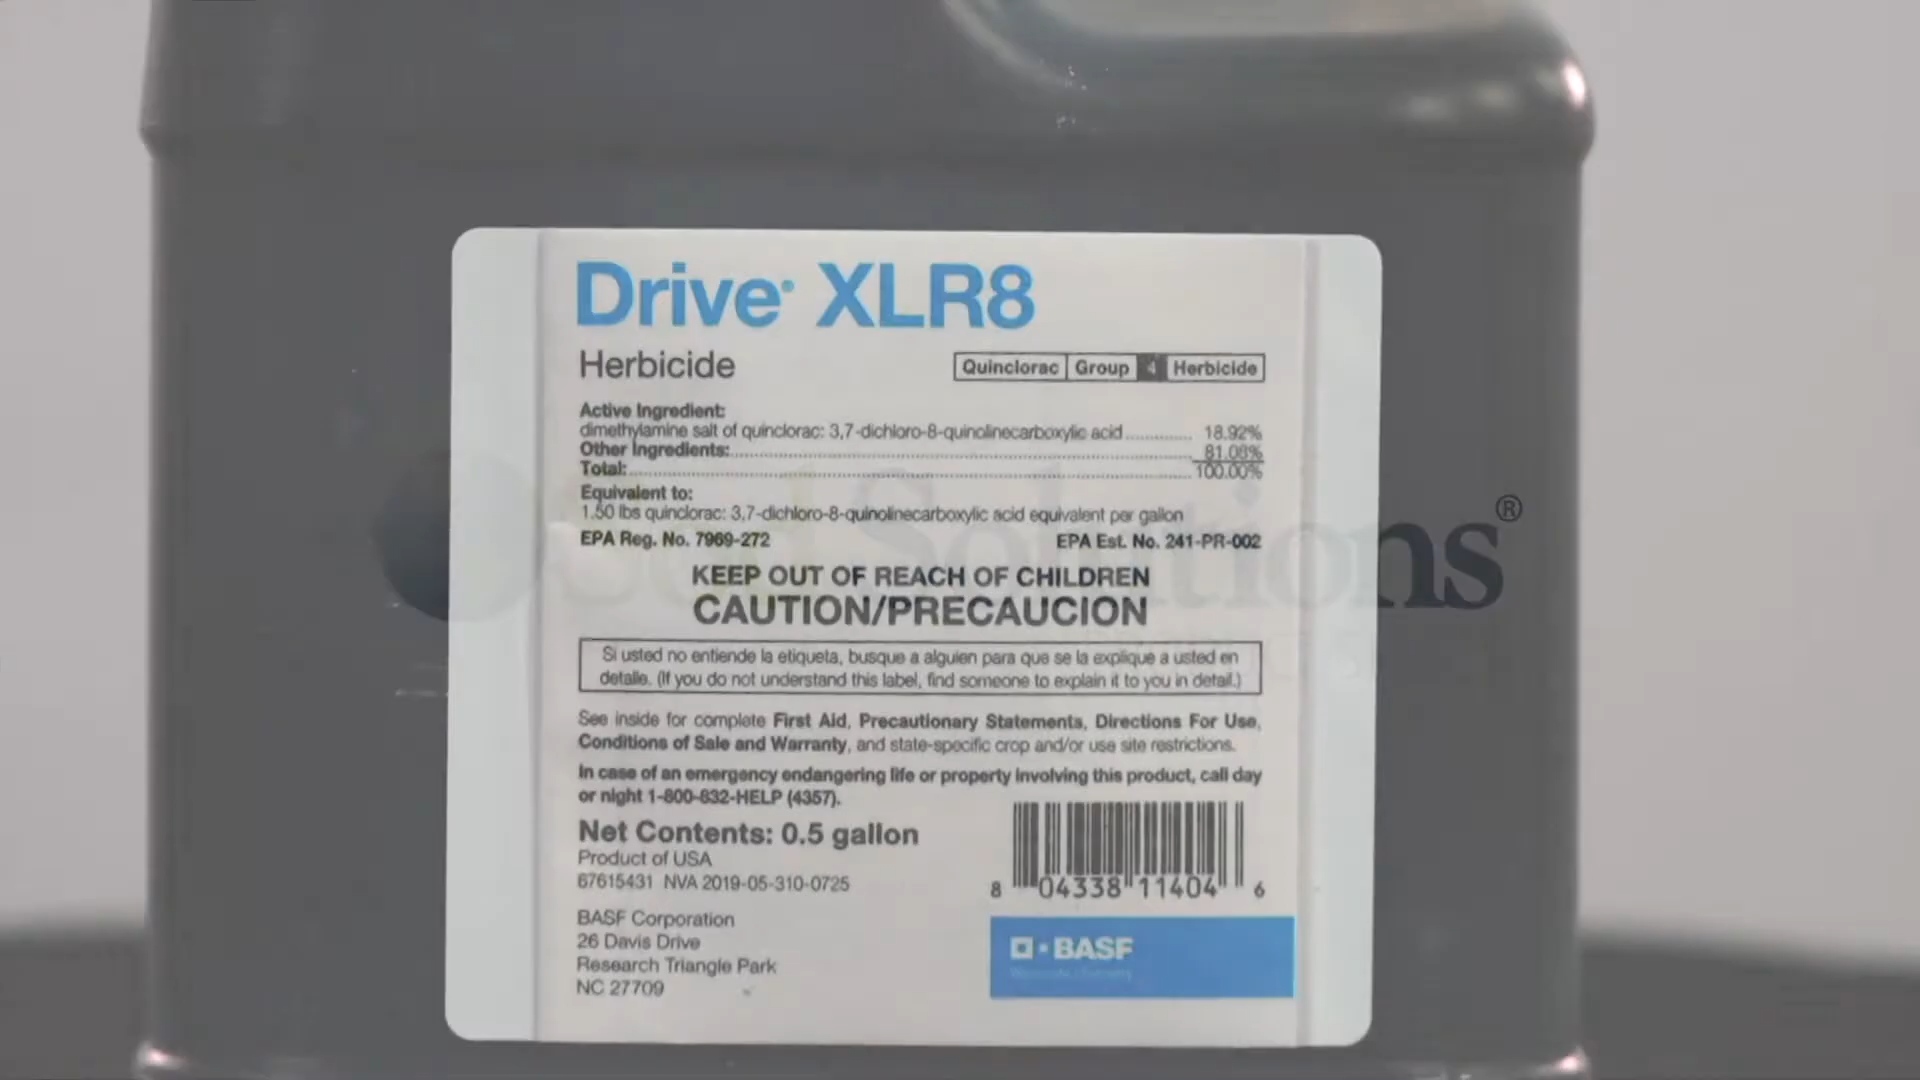 Drive® XLR8
Herbicide
Quinclorac Group 4 Herbicide
Active Ingredient:
dimethylamine salt of quinclorac: 3,7-dichloro-8-quinolinecarboxylic acid .............. 18.92%
Other Ingredients: .............. 81.08%
Total: .............. 100.00%
Equivalent to:
1.50 lbs quinclorac: 3,7-dichloro-8-quinolinecarboxylic acid equivalent per gallon
EPA Reg. No. 7969-272 EPA Est. No. 241-PR-002
Solutions®
KEEP OUT OF REACH OF CHILDREN
CAUTION/PRECAUCION
Si usted no entiende la etiqueta, busque a alguien para que se la explique a usted en
detalle. (If you do not understand this label, find someone to explain it to you in detail.)
See inside for complete First Aid, Precautionary Statements, Directions For Use,
Conditions of Sale and Warranty, and state-specific crop and/or use site restrictions.
In case of an emergency endangering life or property involving this product, call day
or night 1-800-832-HELP (4357).
Net Contents: 0.5 gallon
Product of USA
67615431 NVA 2019-05-310-0725
8 04338 11404 6
BASF Corporation
26 Davis Drive
Research Triangle Park
NC 27709
BASF